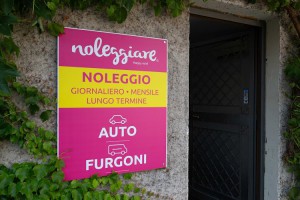 noleggiare
NOLEGGIO
GIORNALIERO • MENSILE
LUNGO TERMINE
AUTO
FURGONI